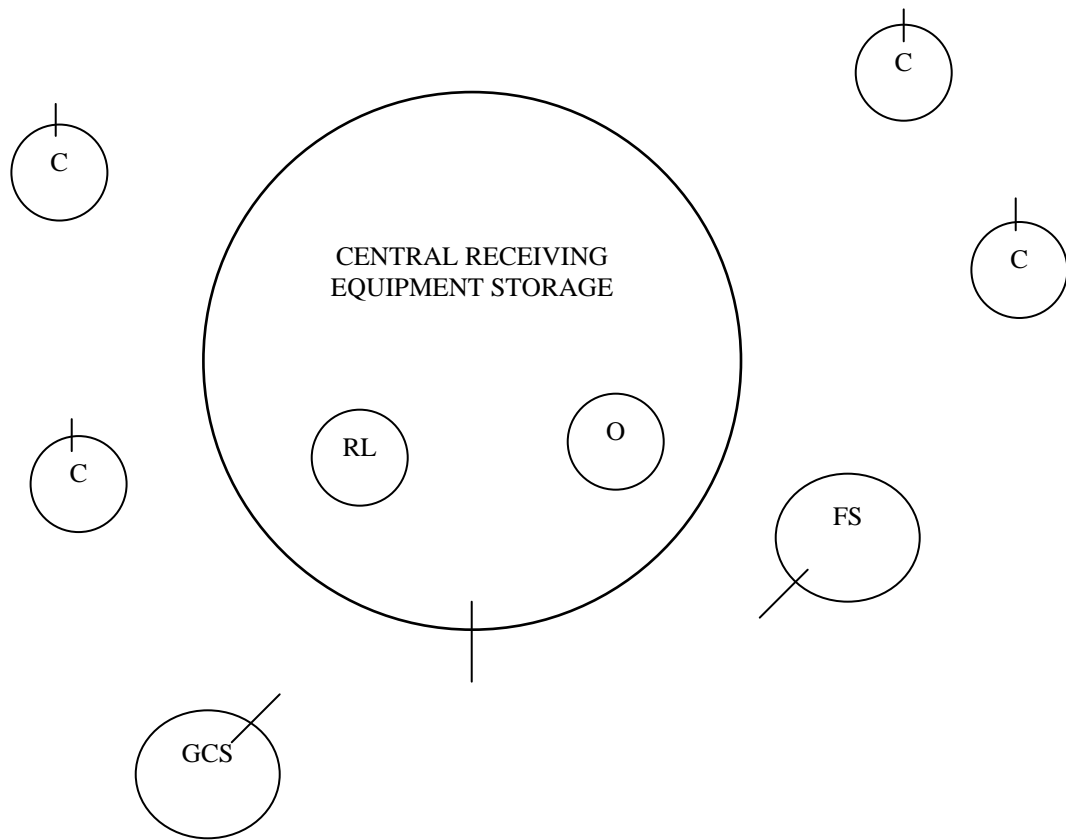 C
C
CENTRAL RECEIVING
EQUIPMENT STORAGE
C
RL
O
C
FS
GCS